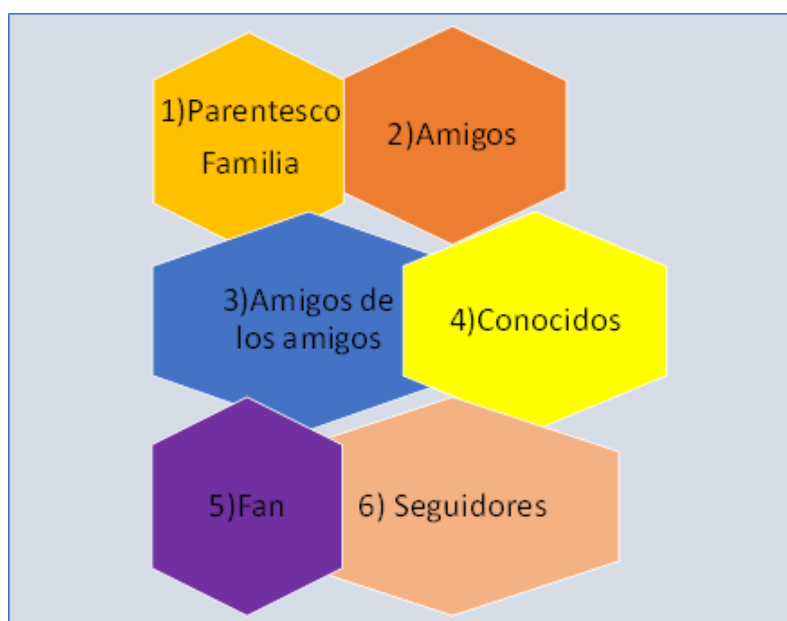 1)Parentesco
Familia
2)Amigos
3)Amigos de
los amigos
4)Conocidos
5)Fan
6) Seguidores